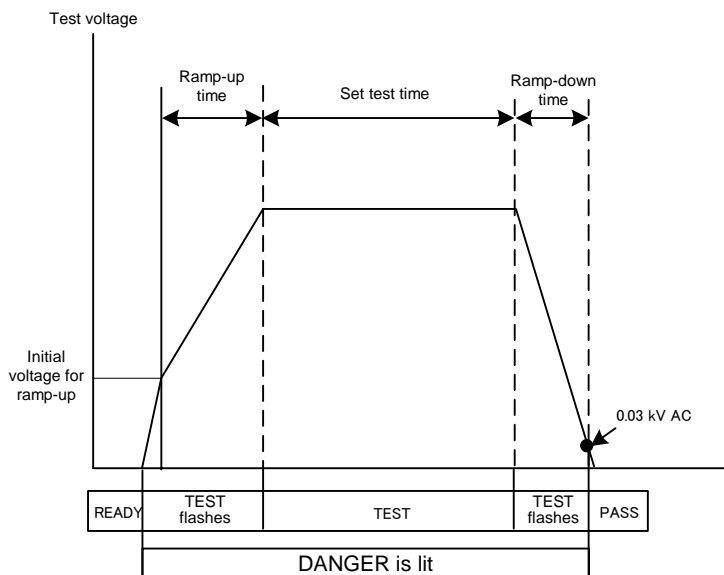 Test voltage
Ramp-up
time
Set test time
Ramp-down
time
Initial
voltage for
ramp-up
0.03 kV AC
READY
TEST
flashes
TEST
TEST
flashes
PASS
DANGER is lit